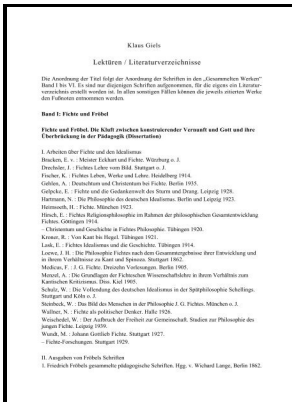 Klaus Giels
Lektüren / Literaturverzeichnisse
Die Anordnung der Titel folgt der Anordnung der Schriften in den „Gesammelten Werken“
Band I bis VI. Es sind nur diejenigen Schriften aufgenommen, für die eigens ein Literatur-
verzeichnis erstellt worden ist. In allen sonstigen Fällen können die jeweils zitierten Werke
den Fußnoten entnommen werden.
Band I: Fichte und Fröbel
Fichte und Fröbel. Die Kluft zwischen konstruierender Vernunft und Gott und ihre
Überbrückung in der Pädagogik (Dissertation)
I. Arbeiten über Fichte und den Idealismus
Bracken, E. v. : Meister Eckhart und Fichte. Würzburg o. J.
Drechsler, J. : Fichtes Lehre vom Bild. Stuttgart o. J.
Fischer, K. : Fichtes Leben, Werke und Lehre. Heidelberg 1914.
Gehlen, A. : Deutschtum und Christentum bei Fichte. Berlin 1935.
Gelpcke, E. : Fichte und die Gedankenwelt des Sturm und Drang. Leipzig 1928.
Hartmann, N. : Die Philosophie des deutschen Idealismus. Berlin und Leipzig 1923.
Heimsoeth, H. : Fichte. München 1923.
Hirsch, E. : Fichtes Religionsphilosophie im Rahmen der philosophischen Gesamtentwicklung
Fichtes. Göttingen 1914.
- Christentum und Geschichte in Fichtes Philosophie. Tübingen 1920.
Kroner, R. : Von Kant bis Hegel. Tübingen 1921.
Lask, E. : Fichtes Idealismus und die Geschichte. Tübingen 1914.
Loewe, J. H. : Die Philosophie Fichtes nach dem Gesamtergebnisse ihrer Entwicklung und
in ihrem Verhältnisse zu Kant und Spinoza. Stuttgart 1862.
Medicus, F. : J. G. Fichte. Dreizehn Vorlesungen. Berlin 1905.
Menzel, A. : Die Grundlagen der Fichteschen Wissenschaftslehre in ihrem Verhältnis zum
Kantischen Kritizismus. Diss. Kiel 1985.
Schulz, W. : Die Vollendung des deutschen Idealismus in der Spätphilosophie Schellings.
Stuttgart und Köln o. J.
Steinbeck, W. : Das Bild des Menschen in der Philosophie J. G. Fichtes. München o. J.
Wallner, N. : Fichte als politischer Denker. Halle 1926.
Weischedel, W. : Der Aufbruch der Freiheit zur Gemeinschaft. Studien zur Philosophie des
jungen Fichte. Leipzig 1939.
Wundt, M. : Johann Gottlieb Fichte. Stuttgart 1927.
- Fichte-Forschungen. Stuttgart 1929.
II. Ausgaben von Fröbels Schriften
1. Friedrich Fröbels gesammelte pädagogische Schriften. Hgg. v. Wichard Lange, Berlin 1862.